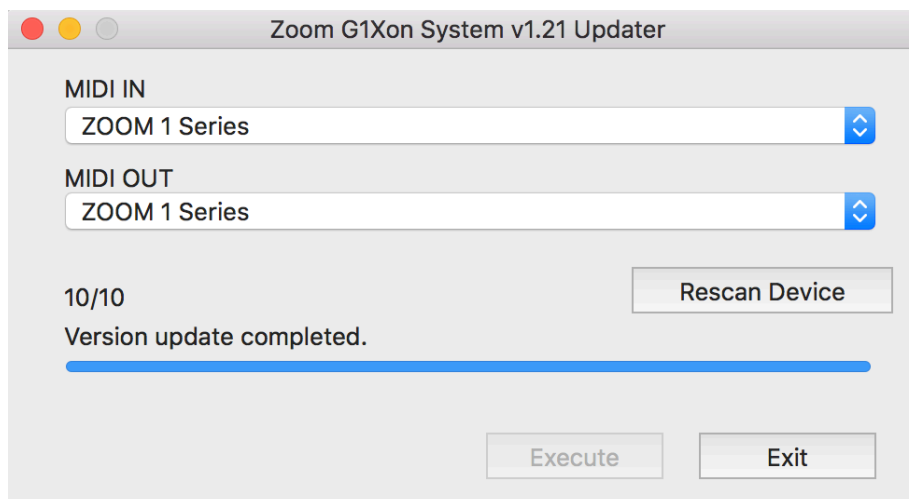 Zoom G1Xon System v1.21 Updater
MIDI IN
ZOOM 1 Series
MIDI OUT
ZOOM 1 Series
10/10
Rescan Device
Version update completed.
Execute
Exit